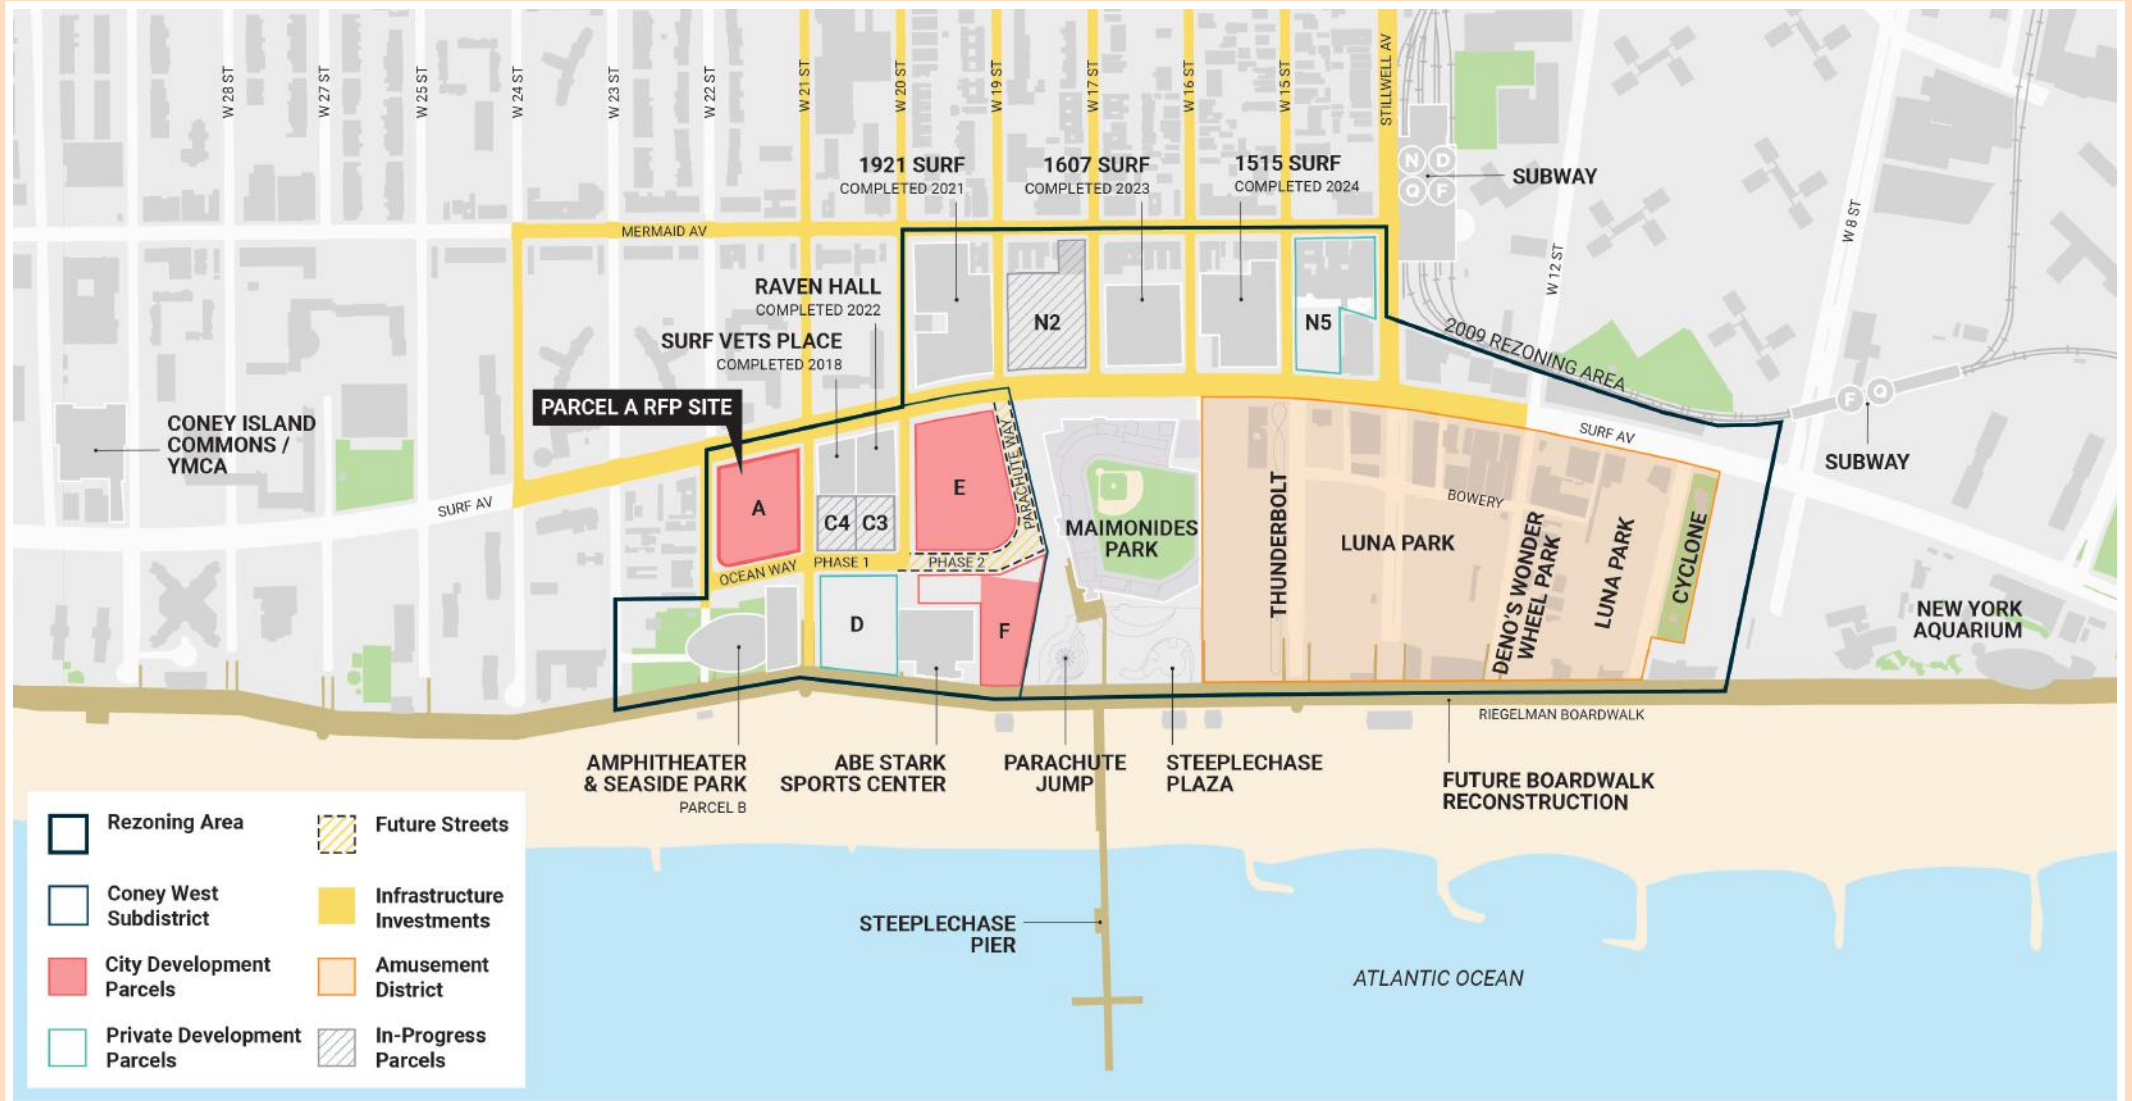 W 28 ST
W 27 ST
W 25 ST
W 24 ST
W 23 ST
W 22 ST
W 21 ST
W 20 ST
W 19 ST
W 17 ST
W 16 ST
W 15 ST
STILLWELL AV
W 12 ST
W 8 ST
N D
Q F
SUBWAY
1921 SURF
COMPLETED 2021
1607 SURF
COMPLETED 2023
1515 SURF
COMPLETED 2024
MERMAID AV
RAVEN HALL
COMPLETED 2022
SURF VETS PLACE
COMPLETED 2018
N2
N5
2009 REZONING AREA
PARCEL A RFP SITE
F Q
SUBWAY
CONEY ISLAND
COMMONS /
YMCA
SURF AV
SURF AV
A
C4
C3
E
PARACHUTE WAY
PARACHUTE WAY
MAIMONIDES
PARK
THUNDERBOLT
LUNA PARK
BOWERY
DENO'S WONDER
WHEEL PARK
LUNA PARK
CYCLONE
OCEAN WAY
PHASE 1
PHASE 2
D
F
NEW YORK
AQUARIUM
RIEGELMAN BOARDWALK
AMPHITHEATER
& SEASIDE PARK
PARCEL B
ABE STARK
SPORTS CENTER
PARACHUTE
JUMP
STEEPLECHASE
PLAZA
FUTURE BOARDWALK
RECONSTRUCTION
STEEPLECHASE
PIER
ATLANTIC OCEAN
Rezoning Area
Coney West
Subdistrict
City Development
Parcels
Private Development
Parcels
Future Streets
Infrastructure
Investments
Amusement
District
In-Progress
Parcels